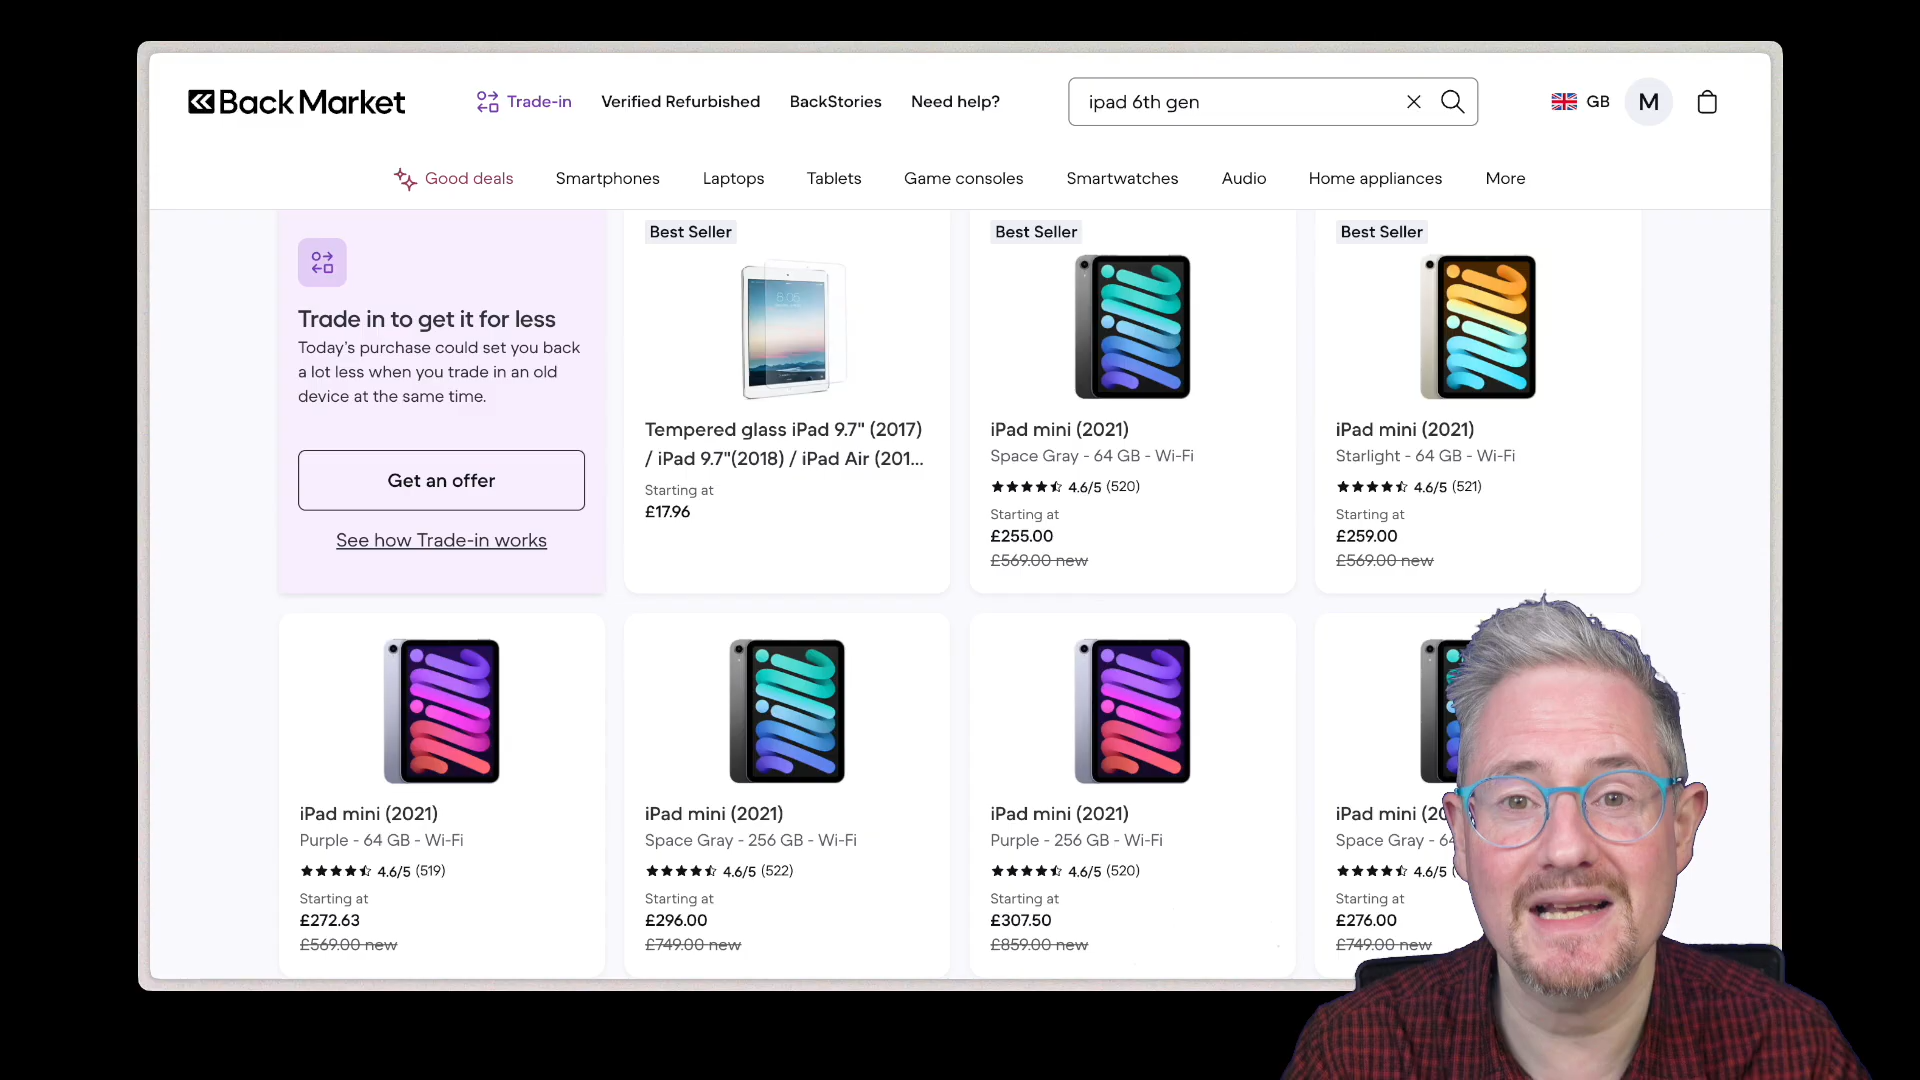 Back Market
Trade-in
Verified Refurbished
BackStories
Need help?
ipad 6th gen
GB
M
Good deals
Smartphones
Laptops
Tablets
Game consoles
Smartwatches
Audio
Home appliances
More
Trade in to get it for less
Today's purchase could set you back
a lot less when you trade in an old
device at the same time.
Get an offer
See how Trade-in works
Best Seller
Tempered glass iPad 9.7" (2017)
/ iPad 9.7"(2018) / iPad Air (201...
Starting at
£17.96
Best Seller
iPad mini (2021)
Space Gray - 64 GB - Wi-Fi
4.6/5 (520)
Starting at
£255.00
£569.00 new
Best Seller
iPad mini (2021)
Starlight - 64 GB - Wi-Fi
4.6/5 (521)
Starting at
£259.00
£569.00 new
iPad mini (2021)
Purple - 64 GB - Wi-Fi
4.6/5 (519)
Starting at
£272.63
£569.00 new
iPad mini (2021)
Space Gray - 256 GB - Wi-Fi
4.6/5 (522)
Starting at
£296.00
£749.00 new
iPad mini (2021)
Purple - 256 GB - Wi-Fi
4.6/5 (520)
Starting at
£307.50
£859.00 new
iPad mini (20
Space Gray - 64
4.6/5 (
Starting at
£276.00
£749.00 new